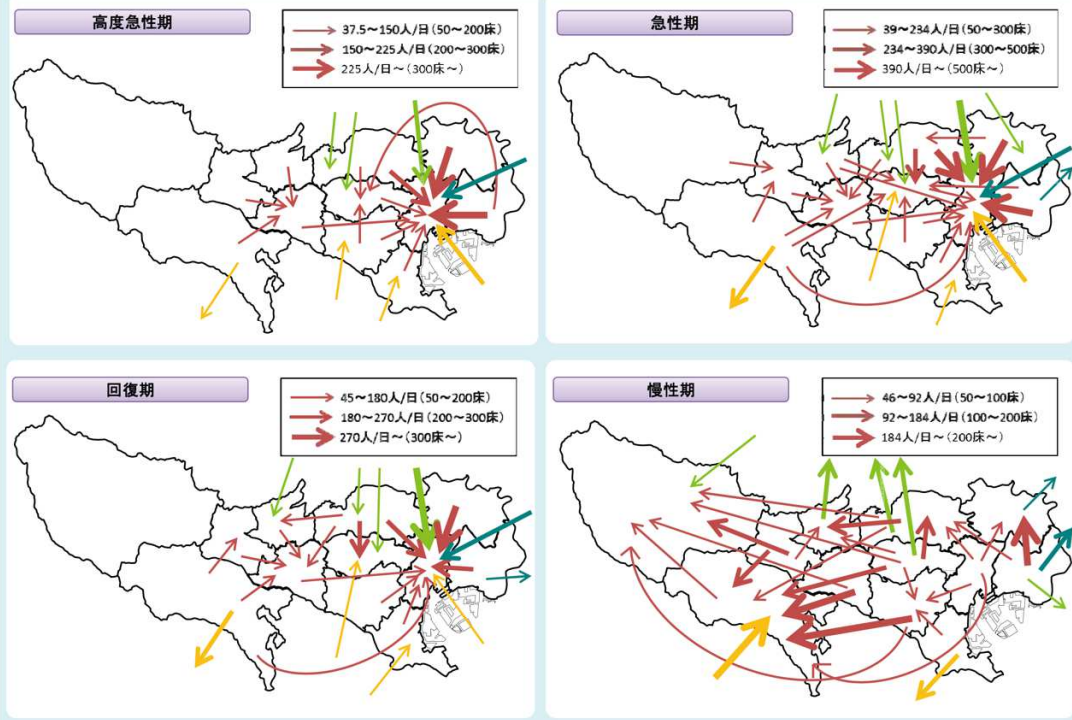 高度急性期
37.5～150人/日(50～200床)
150～225人/日(200～300床)
225人/日～(300床～)
急性期
39～234人/日(50～300床)
234～390人/日(300～500床)
390人/日～(500床～)
回復期
45～180人/日(50～200床)
180～270人/日(200～300床)
270人/日～(300床～)
慢性期
46～92人/日(50～100床)
92～184人/日(100～200床)
184人/日～(200床～)